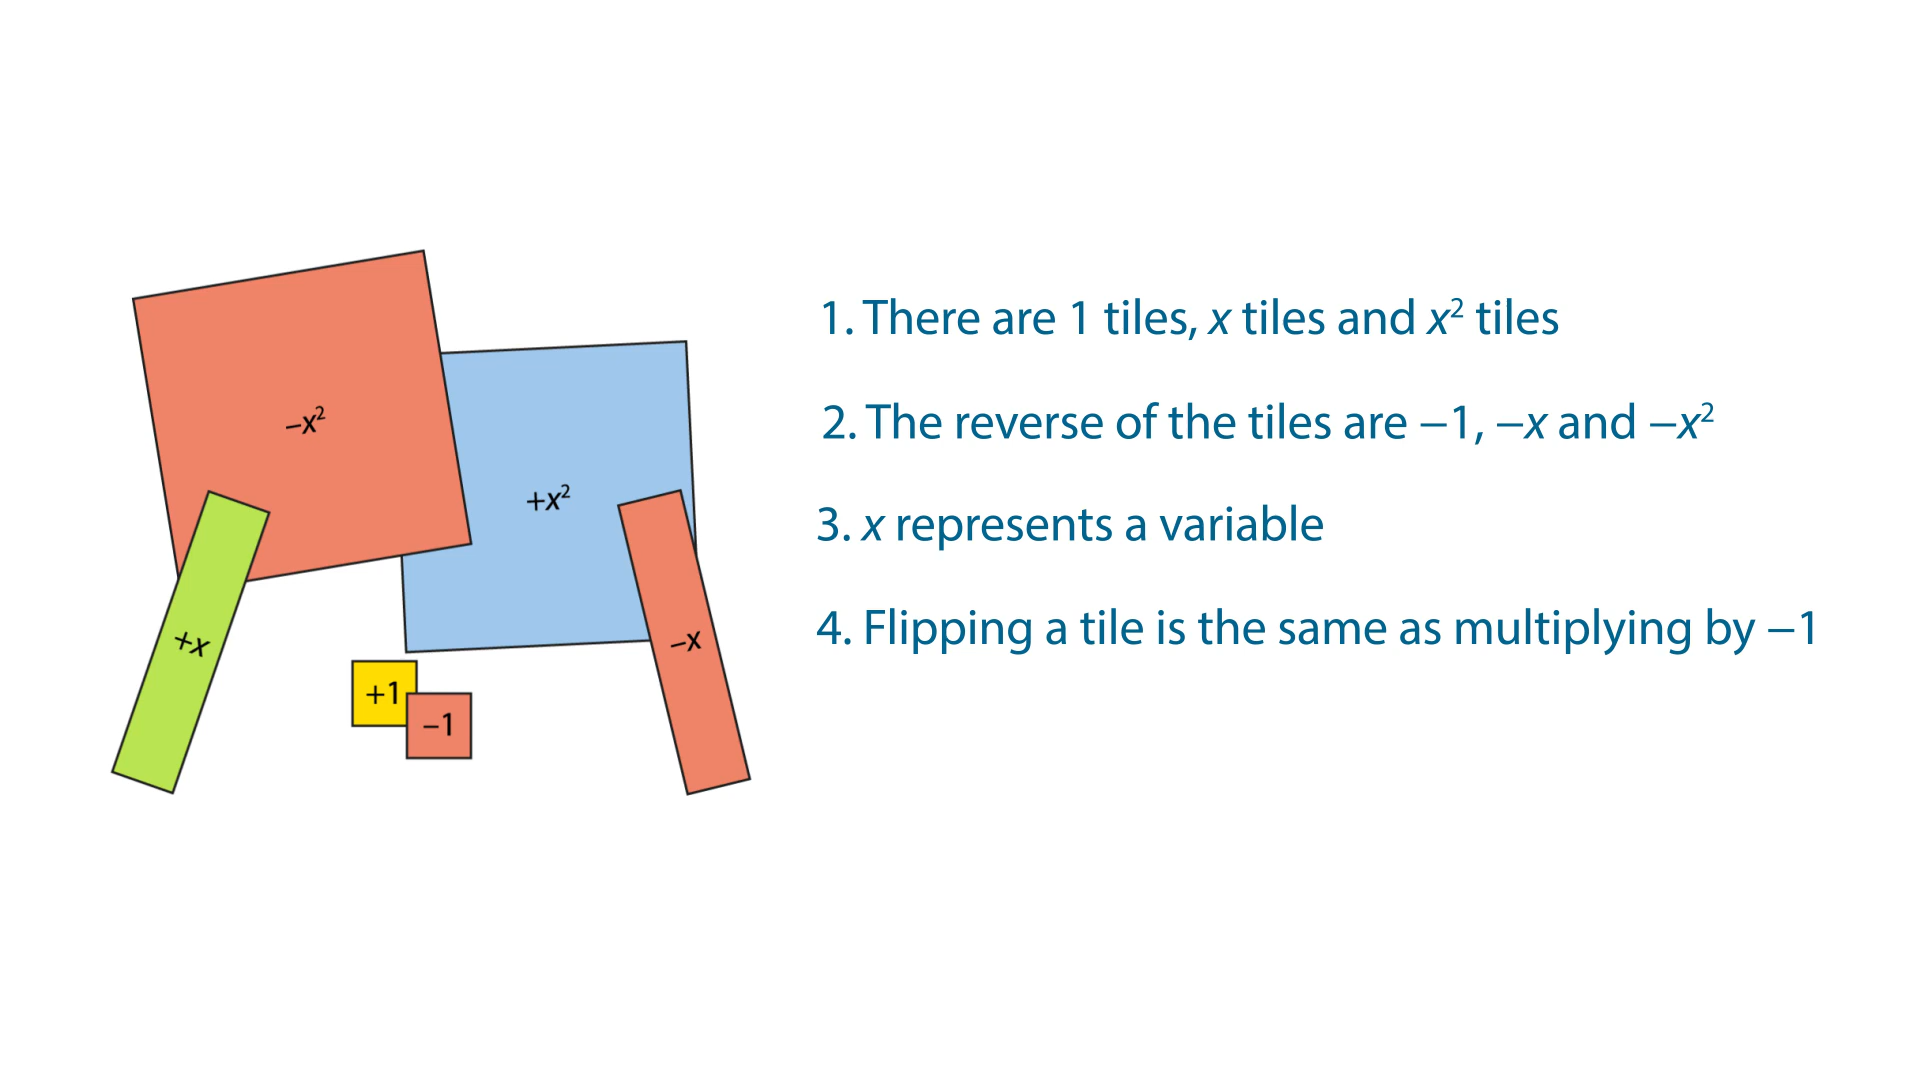 −x²
+x²
+x
−x
+1
−1
1. There are 1 tiles, x tiles and x² tiles
2. The reverse of the tiles are −1, −x and −x²
3. x represents a variable
4. Flipping a tile is the same as multiplying by −1